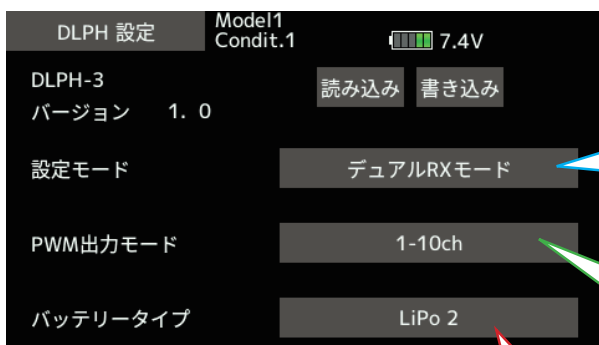 DLPH 設定
Model1
Condit.1
7.4V
DLPH-3
読み込み 書き込み
バージョン 1. 0
設定モード デュアルRXモード
PWM出力モード 1-10ch
バッテリータイプ LiPo 2